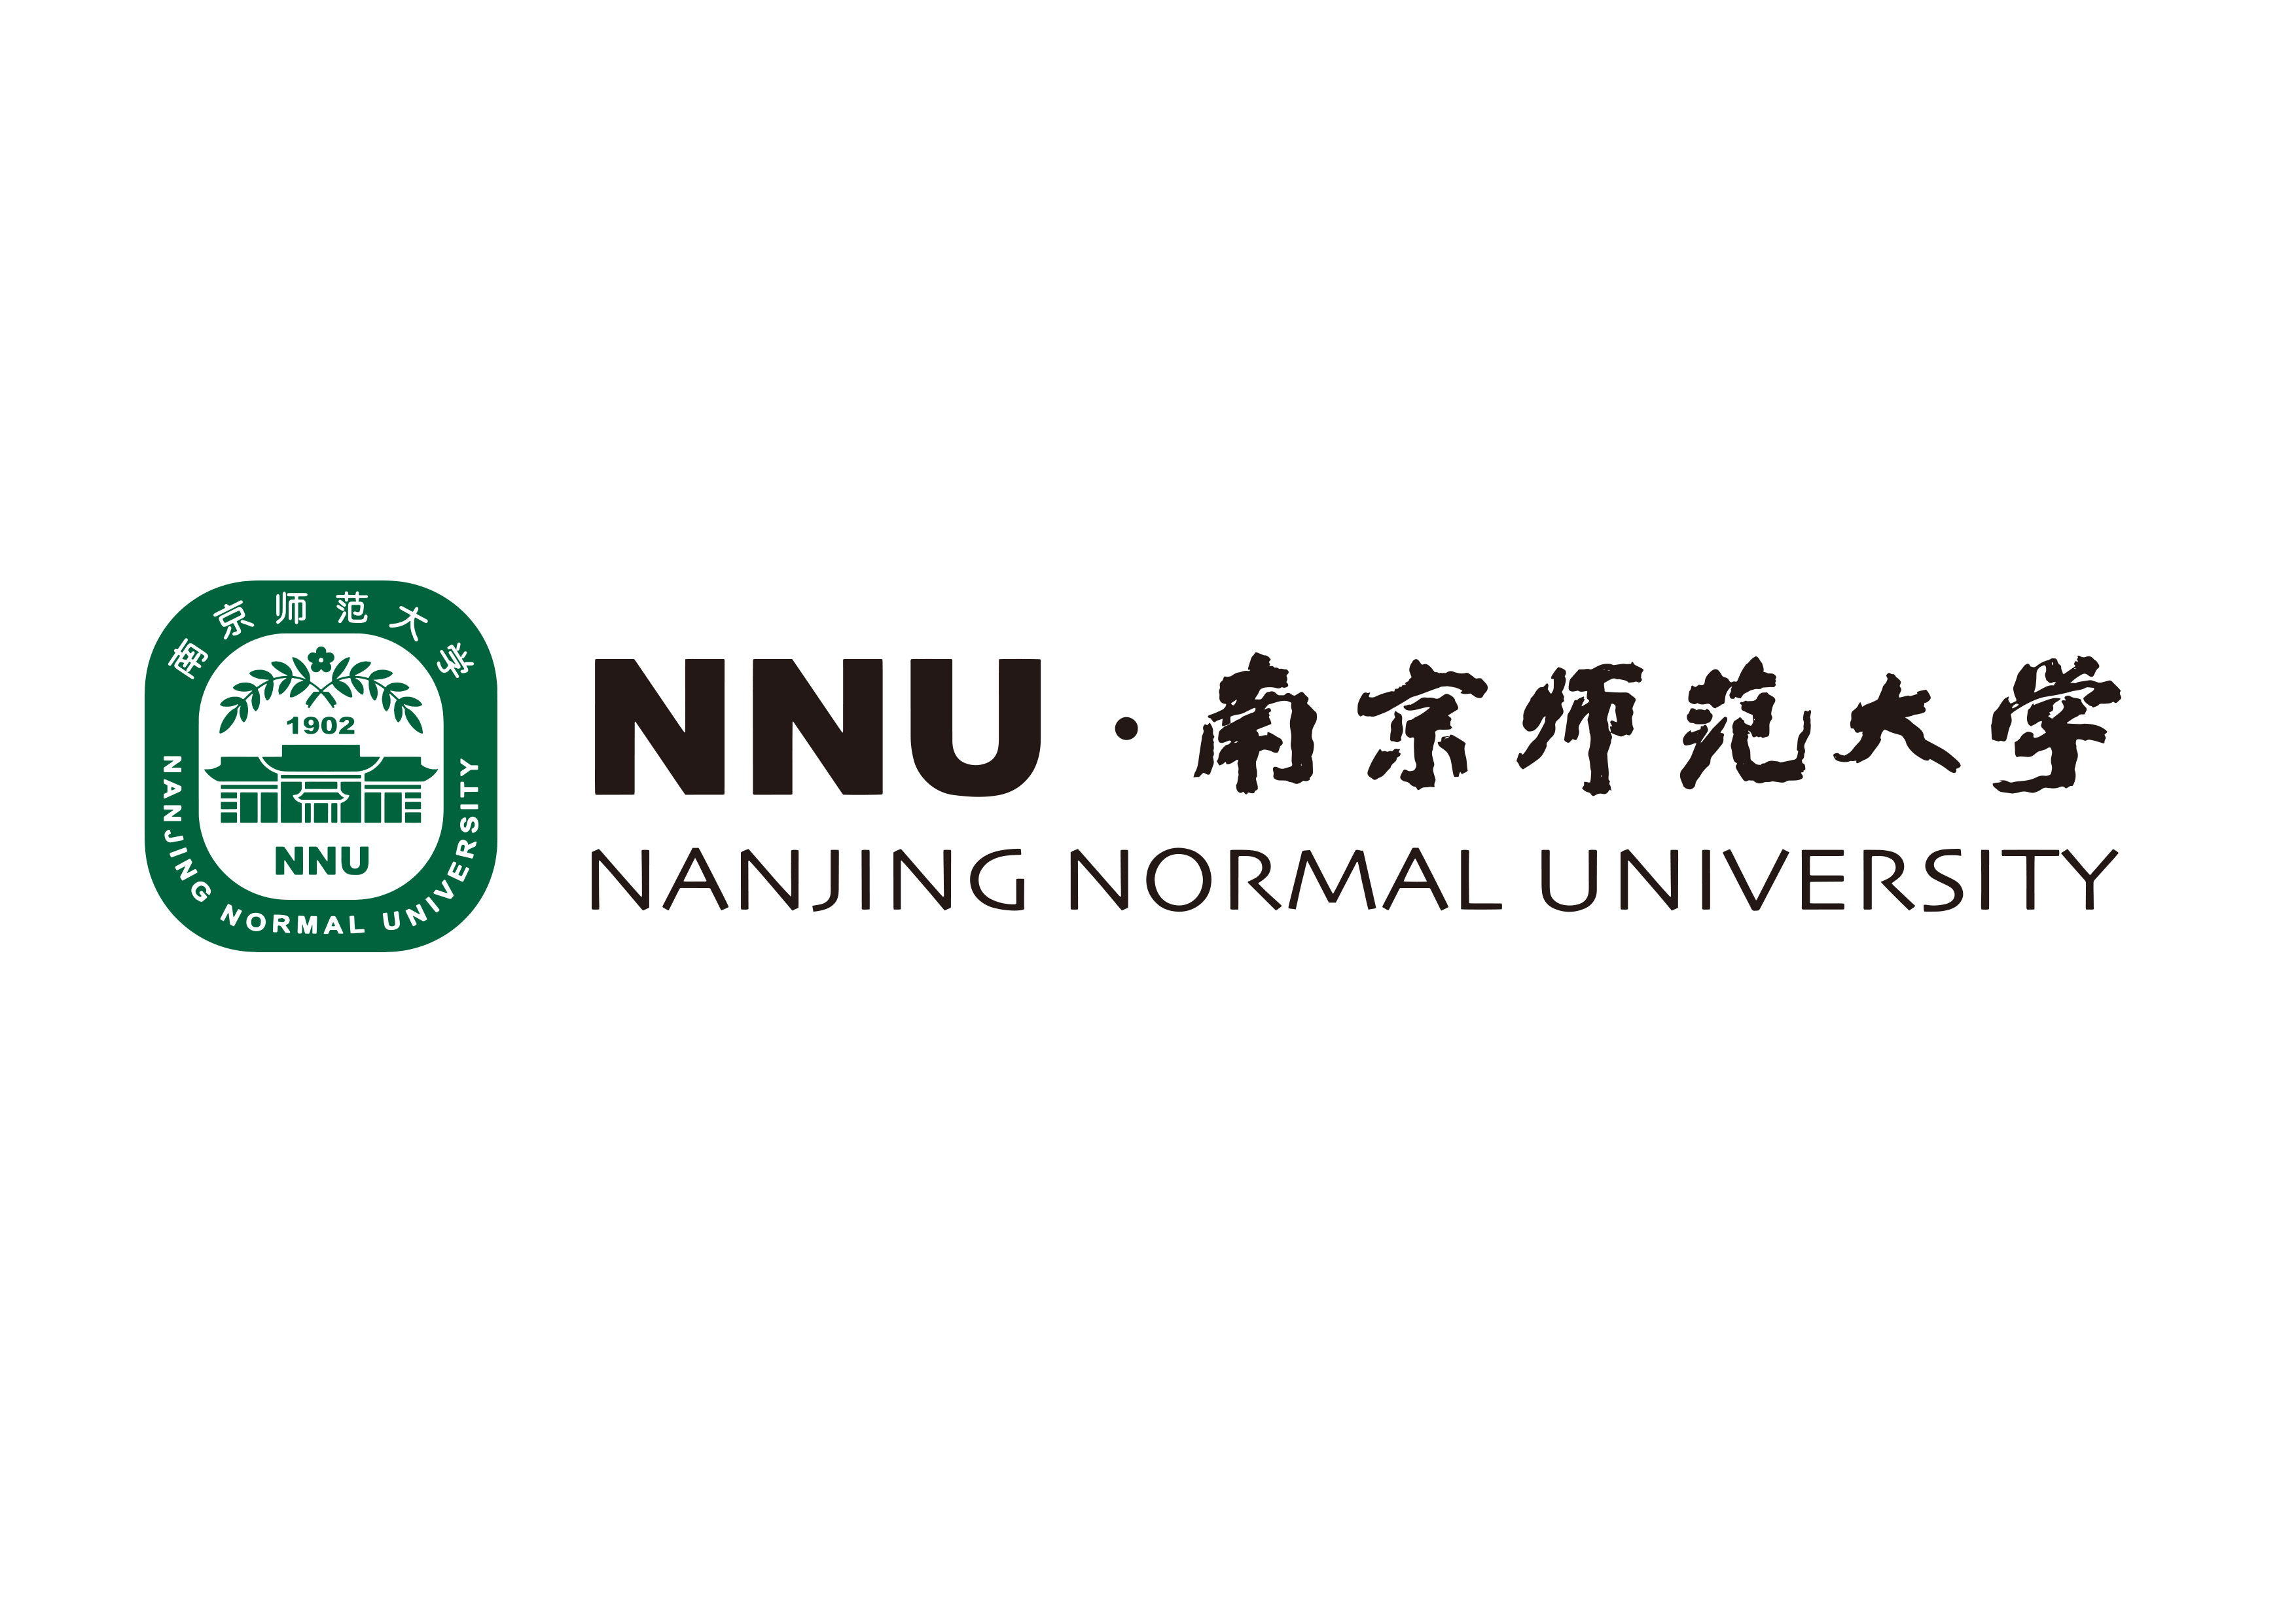 南京师范大学
1902
NNU
NANJING NORMAL UNIVERSITY
NNU·南京师范大学
NANJING NORMAL UNIVERSITY